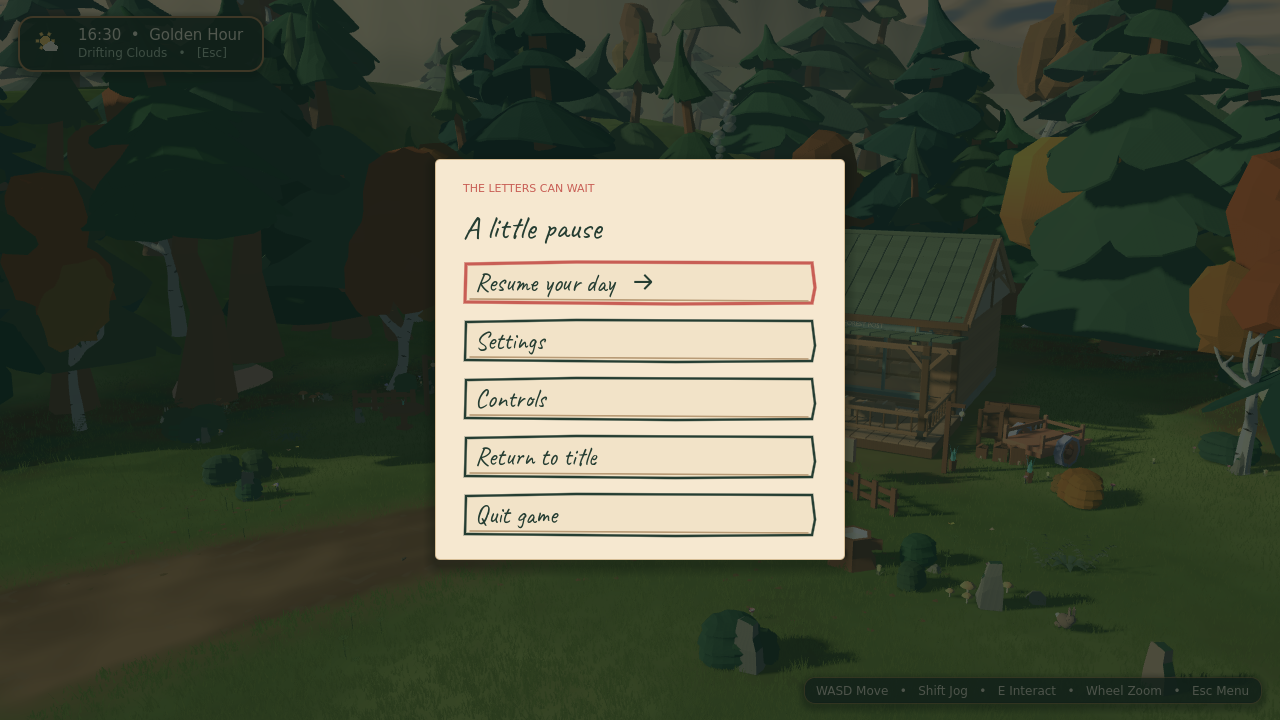 16:30 • Golden Hour
Drifting Clouds • [Esc]
THE LETTERS CAN WAIT
A little pause
Resume your day →
Settings
Controls
Return to title
Quit game
WASD Move • Shift Jog • E Interact • Wheel Zoom • Esc Menu